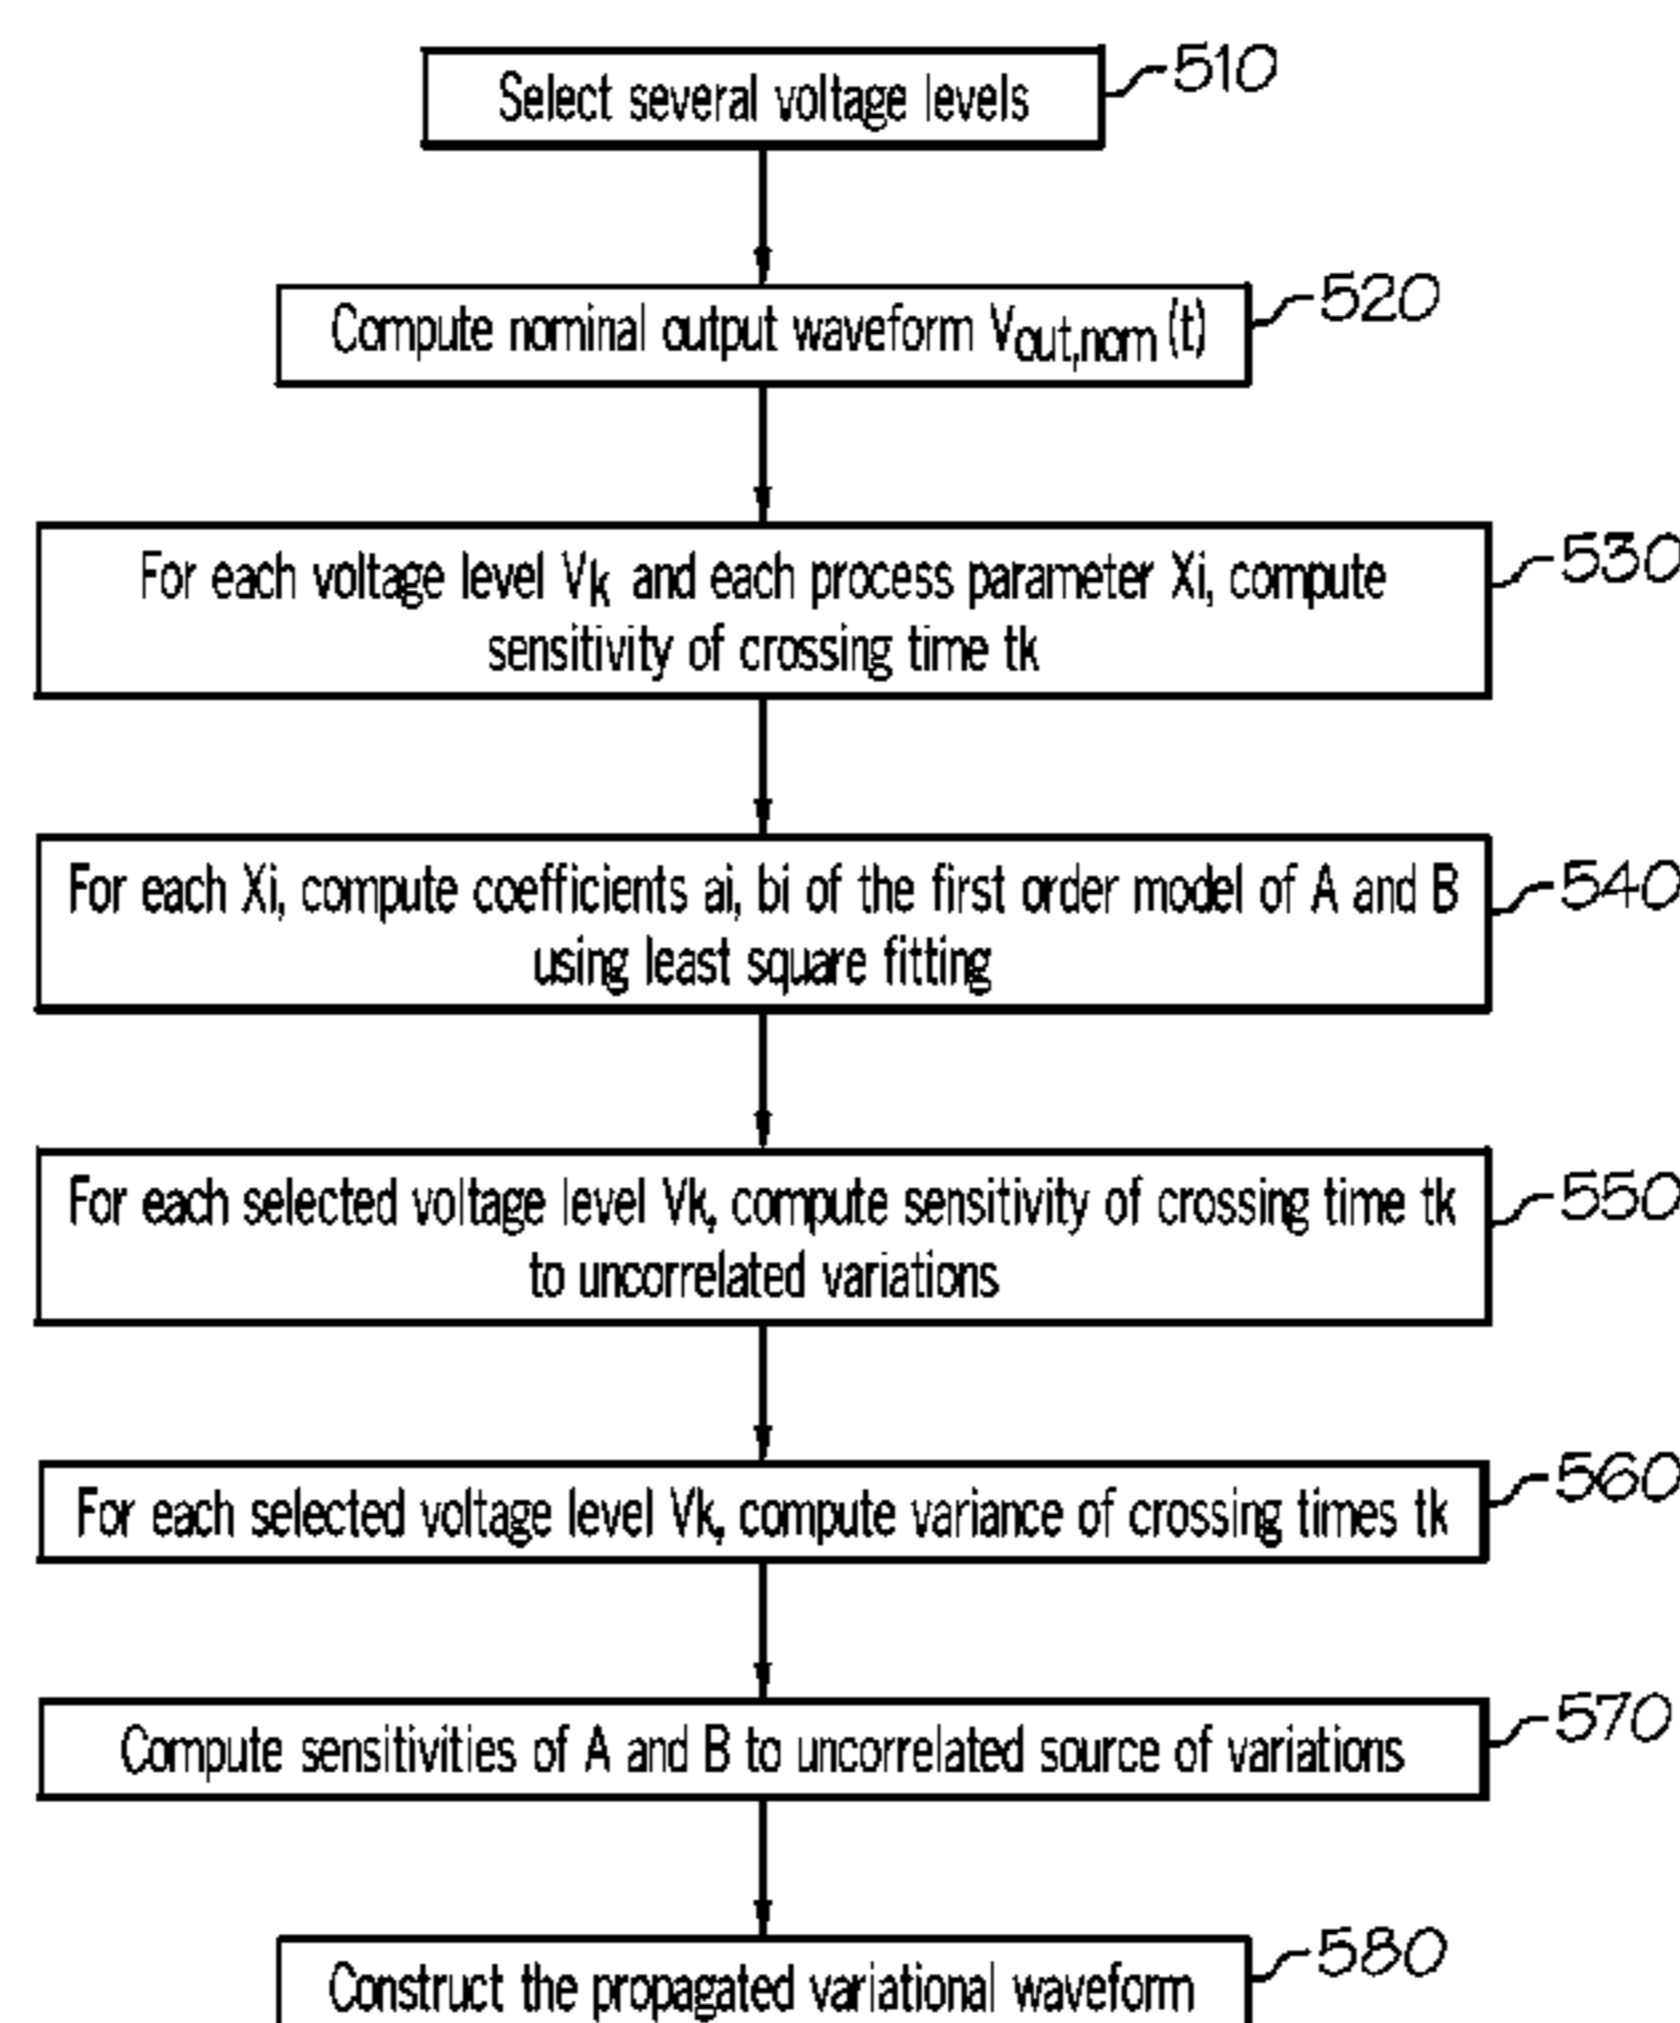 Select several voltage levels
510
Compute nominal output waveform Vout,nom (t)
520
For each voltage level Vk and each process parameter Xi, compute
sensitivity of crossing time tk
530
For each Xi, compute coefficients ai, bi of the first order model of A and B
using least square fitting
540
For each selected voltage level Vk, compute sensitivity of crossing time tk
to uncorrelated variations
550
For each selected voltage level Vk, compute variance of crossing times tk
560
Compute sensitivities of A and B to uncorrelated source of variations
570
Construct the propagated variational waveform
580